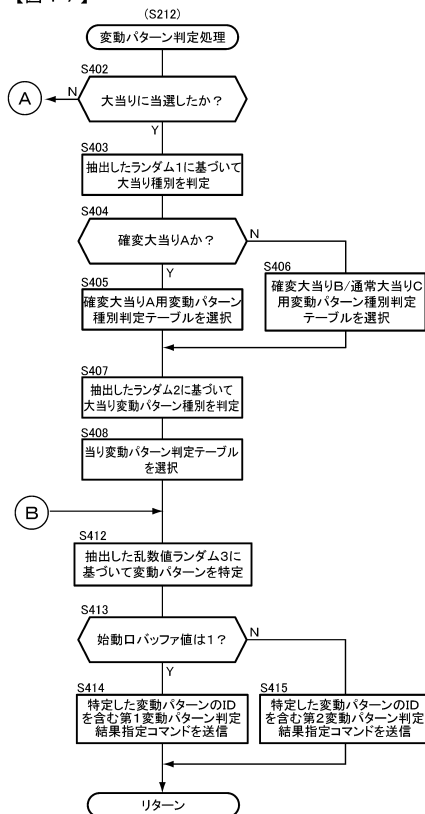 【図17】
(S212)
変動パターン判定処理
S402
大当りに当選したか？
N
A
Y
S403
抽出したランダム1に基づいて
大当り種別を判定
S404
確変大当りAか？
N
Y
S405
確変大当りA用変動パターン
種別判定テーブルを選択
S406
確変大当りB/通常大当りC
用変動パターン種別判定
テーブルを選択
S407
抽出したランダム2に基づいて
大当り変動パターン種別を判定
S408
当り変動パターン判定テーブル
を選択
B
S412
抽出した乱数値ランダム3に
基づいて変動パターンを特定
S413
始動口バッファ値は1？
N
Y
S414
特定した変動パターンのID
を含む第1変動パターン判定
結果指定コマンドを送信
S415
特定した変動パターンのID
を含む第2変動パターン判定
結果指定コマンドを送信
リターン